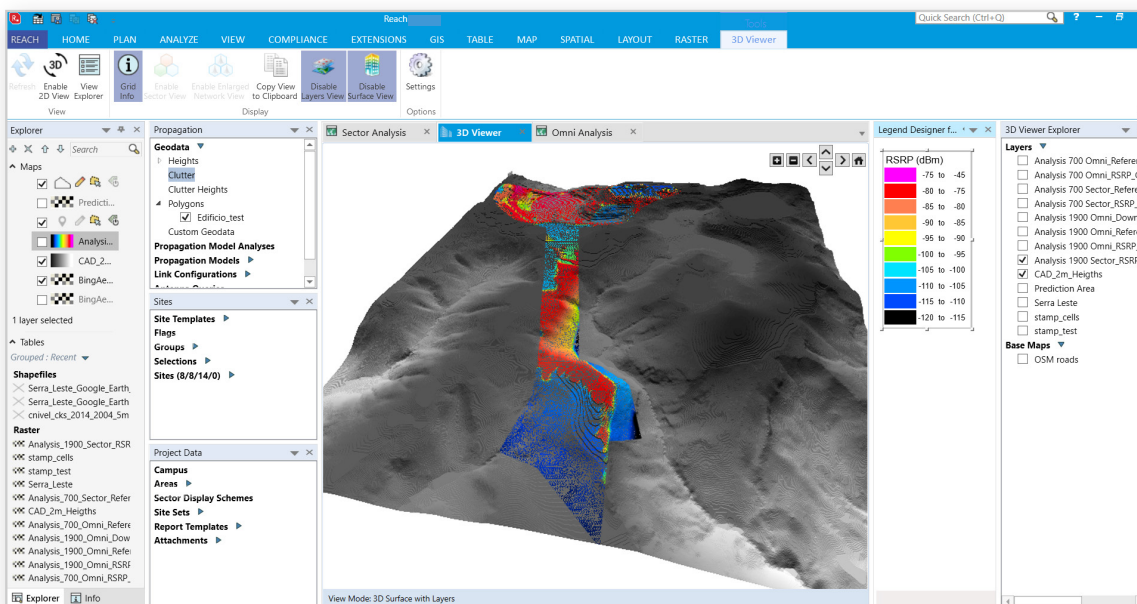 Reach
Quick Search (Ctrl+Q)
?
REACH HOME PLAN ANALYZE VIEW COMPLIANCE EXTENSIONS GIS TABLE MAP SPATIAL LAYOUT RASTER 3D Viewer
Tools
Refresh
Enable 2D View
View Explorer
Grid Info
Enable Sector View
Enable Enlarged Network View
Copy View to Clipboard
Disable Layers View
Disable Surface View
Settings
View
Display
Options
Explorer
Search
Maps
Predicti...
Analysi...
CAD_2...
BingAe...
BingAe...
1 layer selected
Tables
Grouped : Recent
Shapefiles
Serra_Leste_Google_Earth_
Serra_Leste_Google_Earth_
cnivel_cks_2014_2004_5m
Raster
Analysis_1900_Sector_RSR
stamp_cells
stamp_test
Serra_Leste
Analysis_700_Sector_Refer
CAD_2m_Heigths
Analysis_700_Omni_Refere
Analysis_1900_Omni_Dow
Analysis_1900_Omni_Refe
Analysis_1900_Omni_RSRF
Analysis_700_Omni_RSRP_
Explorer Info
Propagation
Geodata
Heights
Clutter
Clutter Heights
Polygons
Edificio_test
Custom Geodata
Propagation Model Analyses
Propagation Models
Link Configurations
Sites
Site Templates
Flags
Groups
Selections
Sites (8/8/14/0)
Project Data
Campus
Areas
Sector Display Schemes
Site Sets
Report Templates
Attachments
Sector Analysis
3D Viewer
Omni Analysis
View Mode: 3D Surface with Layers
Legend Designer f...
RSRP (dBm)
-75 to -45
-80 to -75
-85 to -80
-90 to -85
-95 to -90
-100 to -95
-105 to -100
-110 to -105
-115 to -110
-120 to -115
3D Viewer Explorer
Layers
Analysis 700 Omni_Referer
Analysis 700 Omni_RSRP_C
Analysis 700 Sector_Refere
Analysis 700 Sector_RSRP_
Analysis 1900 Omni_Down
Analysis 1900 Omni_Refere
Analysis 1900 Omni_RSRP_
Analysis 1900 Sector_RSRP
CAD_2m_Heigths
Prediction Area
Serra Leste
stamp_cells
stamp_test
Base Maps
OSM roads